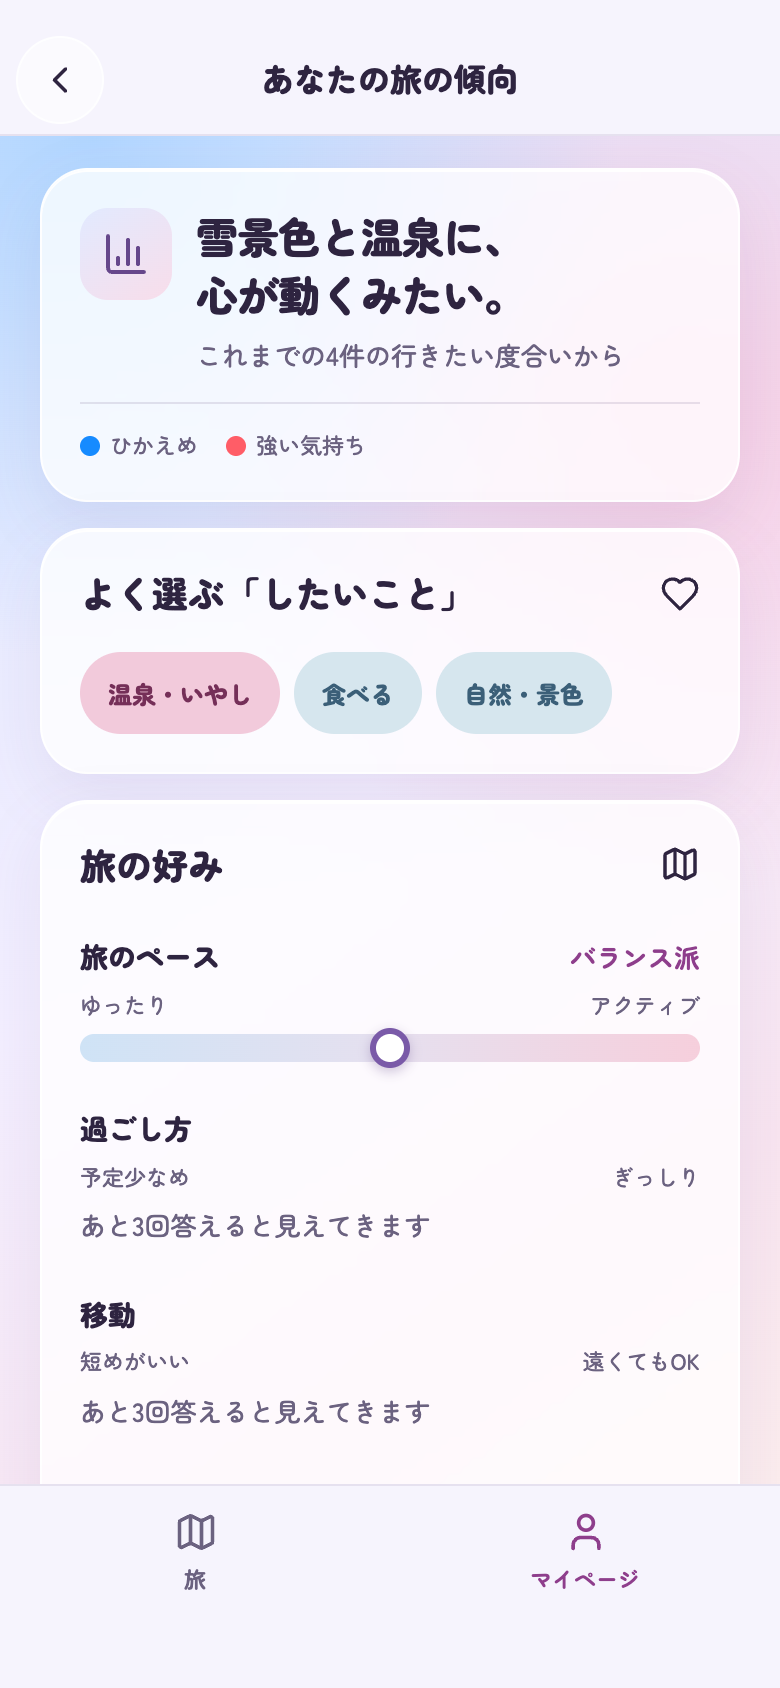 あなたの旅の傾向
雪景色と温泉に、
心が動くみたい。
これまでの4件の行きたい度合いから
ひかえめ
強い気持ち
よく選ぶ「したいこと」
温泉・いやし
食べる
自然・景色
旅の好み
旅のペース
バランス派
ゆったり
アクティブ
過ごし方
予定少なめ
ぎっしり
あと3回答えると見えてきます
移動
短めがいい
遠くてもOK
あと3回答えると見えてきます
旅
マイページ